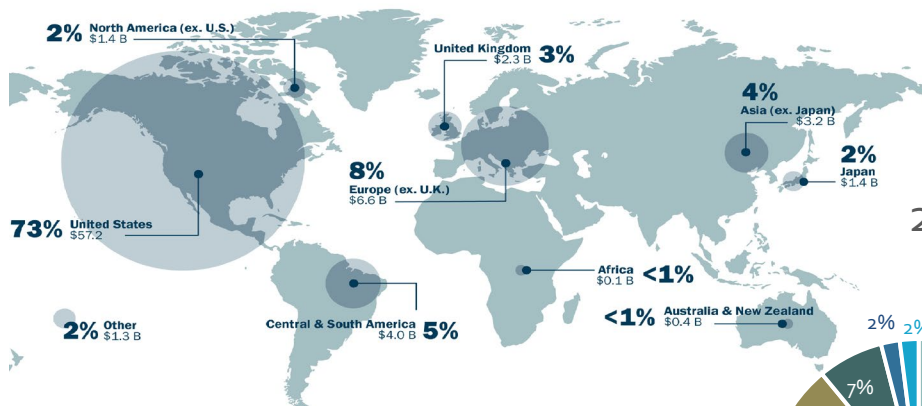 2% North America (ex. U.S.)
$1.4 B
United Kingdom 3%
$2.3 B
4%
Asia (ex. Japan)
$3.2 B
2%
Japan
$1.4 B
8%
Europe (ex. U.K.)
$6.6 B
73% United States
$57.2
Africa <1%
$0.1 B
<1% Australia & New Zealand
$0.4 B
2% Other
$1.3 B
Central & South America 5%
$4.0 B
2
2% 2%
7%